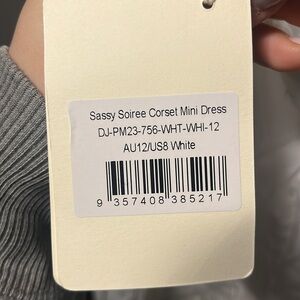 Sassy Soiree Corset Mini Dress
DJ-PM23-756-WHT-WHI-12
AU12/US8 White
9 357408 385217